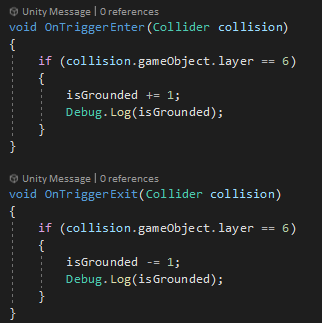 Unity Message | 0 references
void OnTriggerEnter(Collider collision)
{
    if (collision.gameObject.layer == 6)
    {
        isGrounded += 1;
        Debug.Log(isGrounded);
    }
}
Unity Message | 0 references
void OnTriggerExit(Collider collision)
{
    if (collision.gameObject.layer == 6)
    {
        isGrounded -= 1;
        Debug.Log(isGrounded);
    }
}